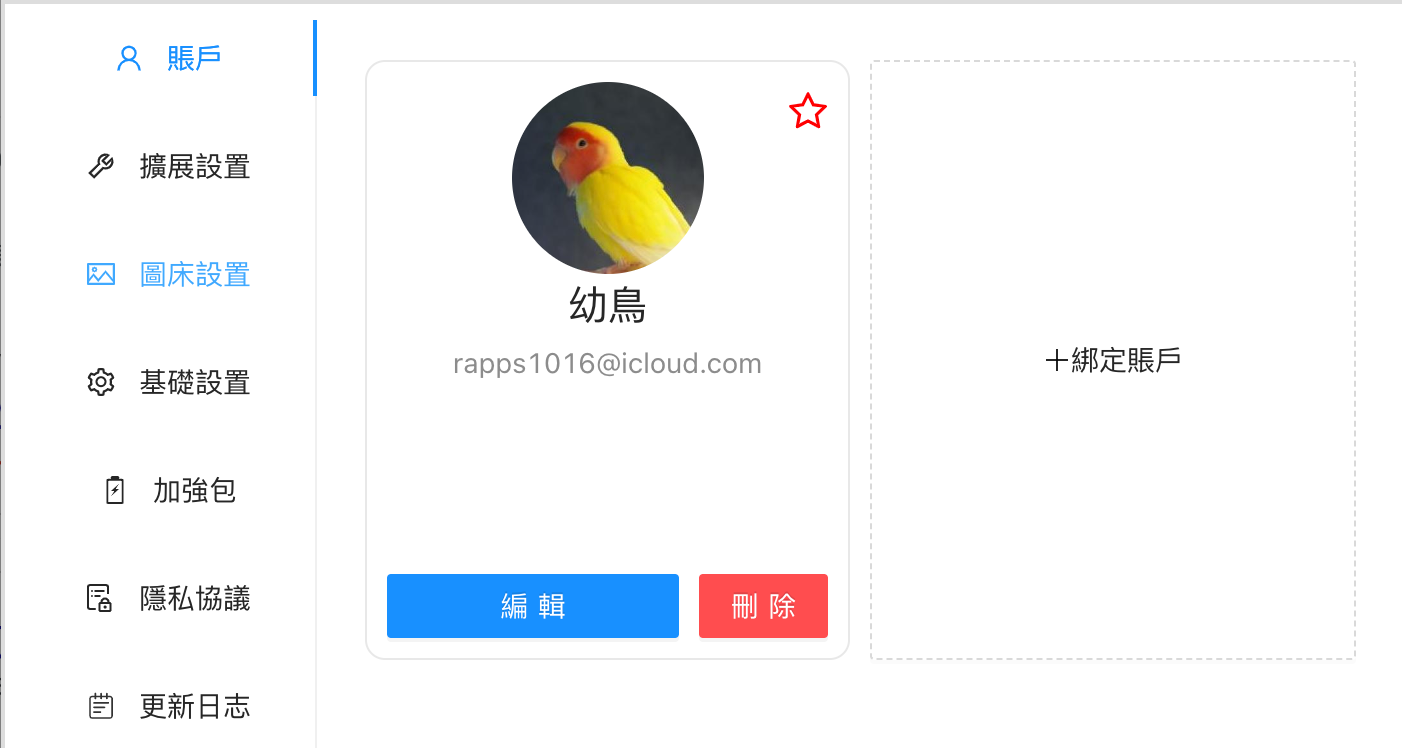 賬戶
擴展設置
圖床設置
基礎設置
加強包
隱私協議
更新日志
幼鳥
rapps1016@icloud.com
編輯
刪除
+綁定賬戶